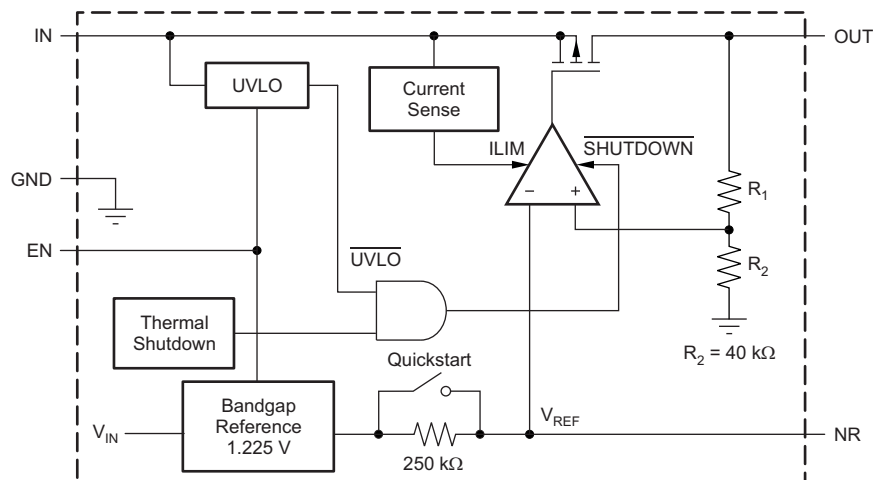 IN
OUT
UVLO
Current
Sense
ILIM
SHUTDOWN
GND
R1
EN
UVLO
R2
Thermal
Shutdown
R2 = 40 kΩ
Quickstart
Bandgap
Reference
1.225 V
VIN
VREF
NR
250 kΩ
− +